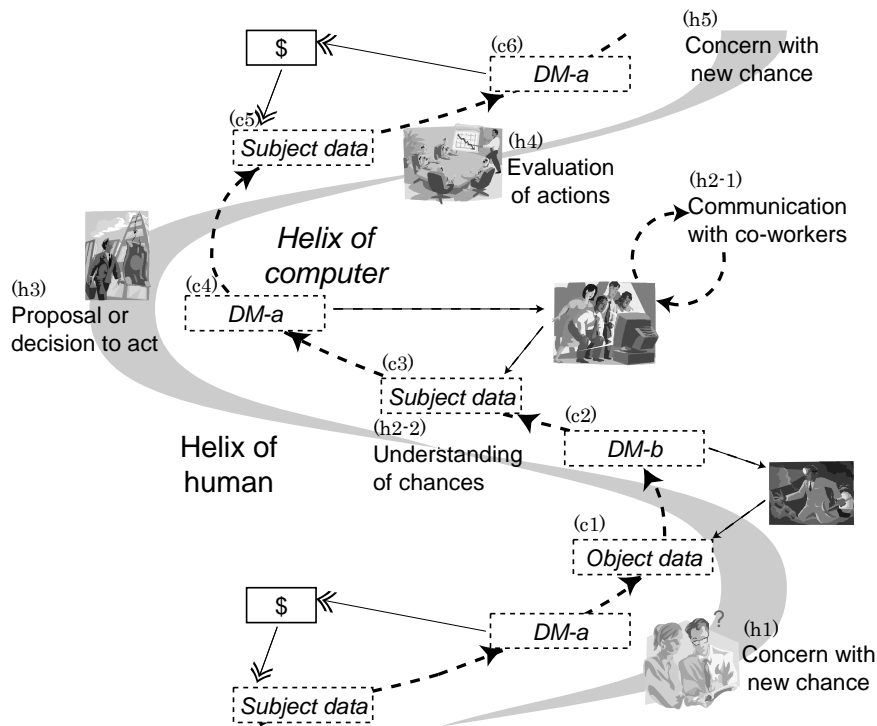 (h5)
Concern with
new chance
$
(c6)
DM-a
(c5)
Subject data
(h4)
Evaluation
of actions
(h2-1)
Communication
with co-workers
Helix of
computer
(h3)
Proposal or
decision to act
(c4)
DM-a
(c3)
Subject data
(c2)
DM-b
(h2-2)
Understanding
of chances
Helix of
human
(c1)
Object data
$
DM-a
?
(h1)
Concern with
new chance
Subject data